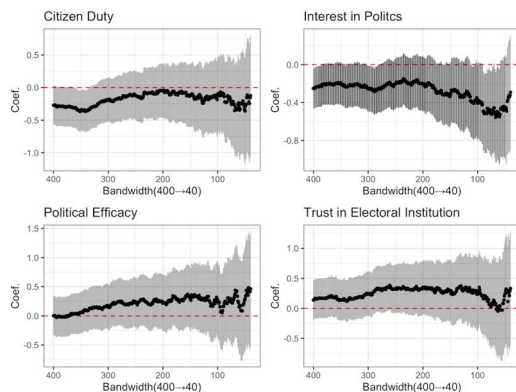 Citizen Duty
Coef.
0.5
0.0
-0.5
-1.0
400 300 200 100
Bandwidth(400→40)
Interest in Politcs
Coef.
0.0
-0.4
-0.8
400 300 200 100
Bandwidth(400→40)
Political Efficacy
Coef.
1.5
1.0
0.5
0.0
-0.5
400 300 200 100
Bandwidth(400→40)
Trust in Electoral Institution
Coef.
1.0
0.5
0.0
-0.5
400 300 200 100
Bandwidth(400→40)